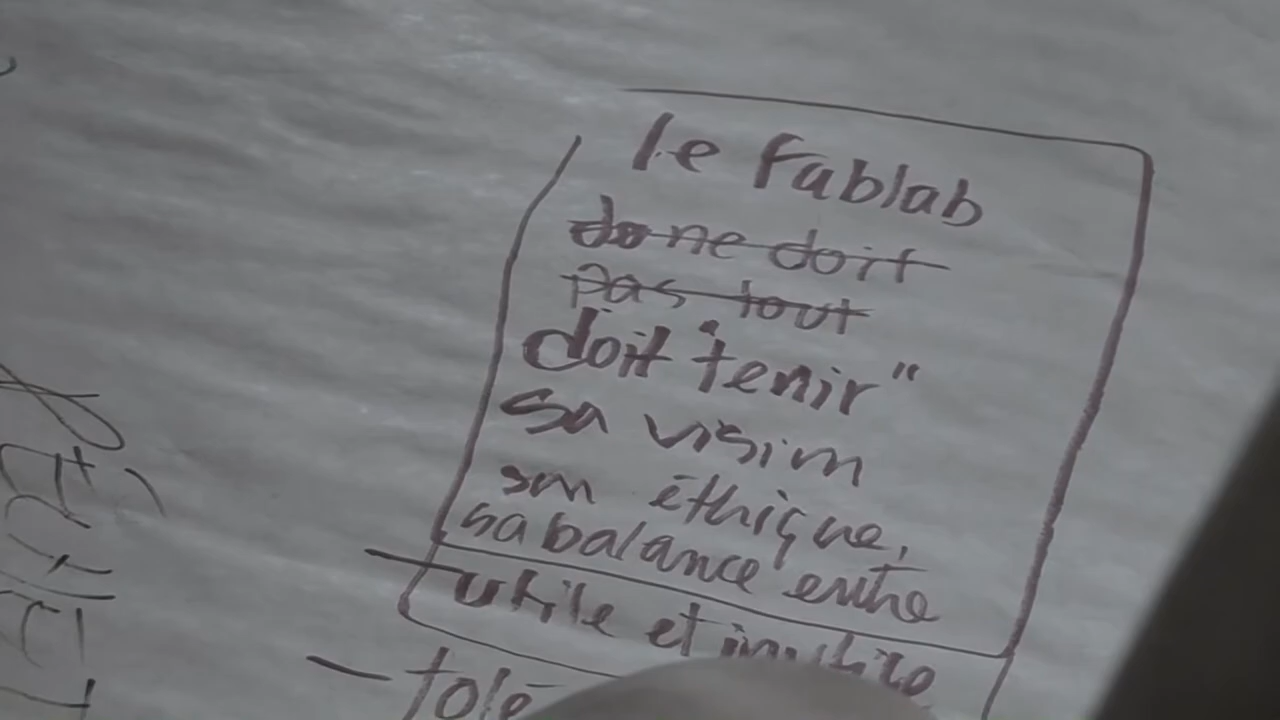 le Fablab
do ne doit
pas tout
doit "tenir"
sa vision
son éthique,
sa balance entre
utile et inutile
- tolé